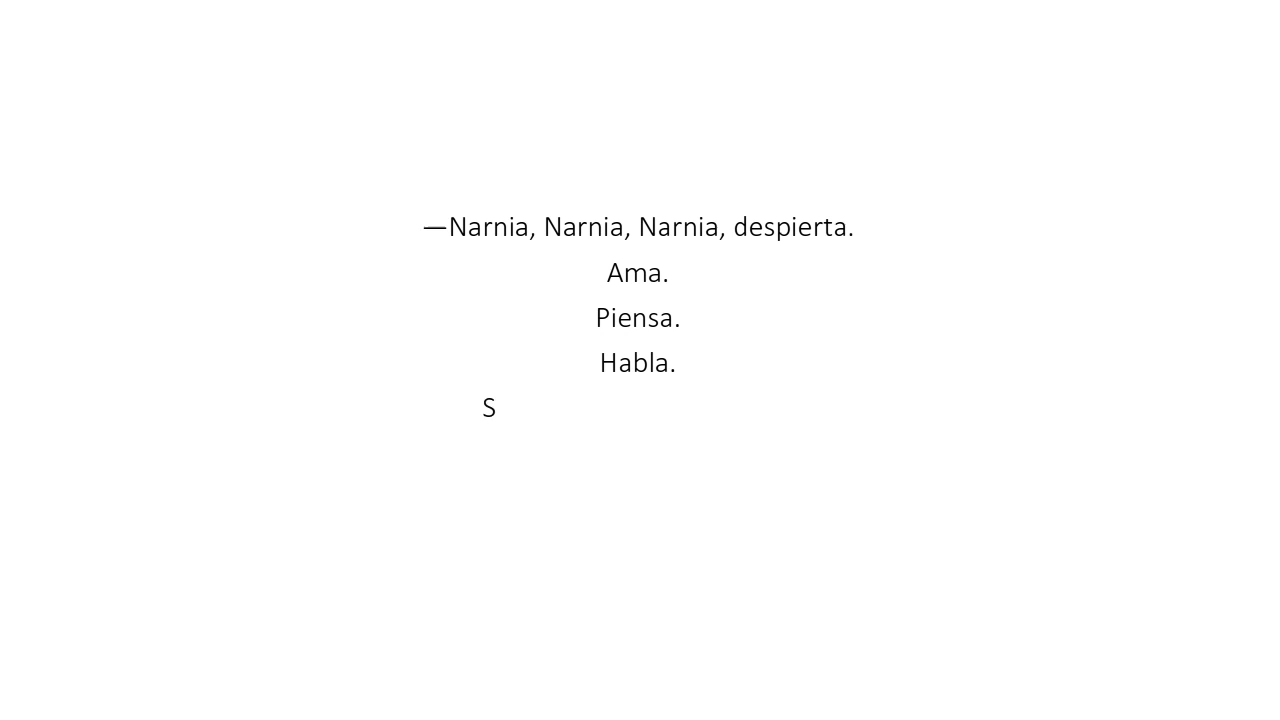 —Narnia, Narnia, Narnia, despierta.
Ama.
Piensa.
Habla.
S